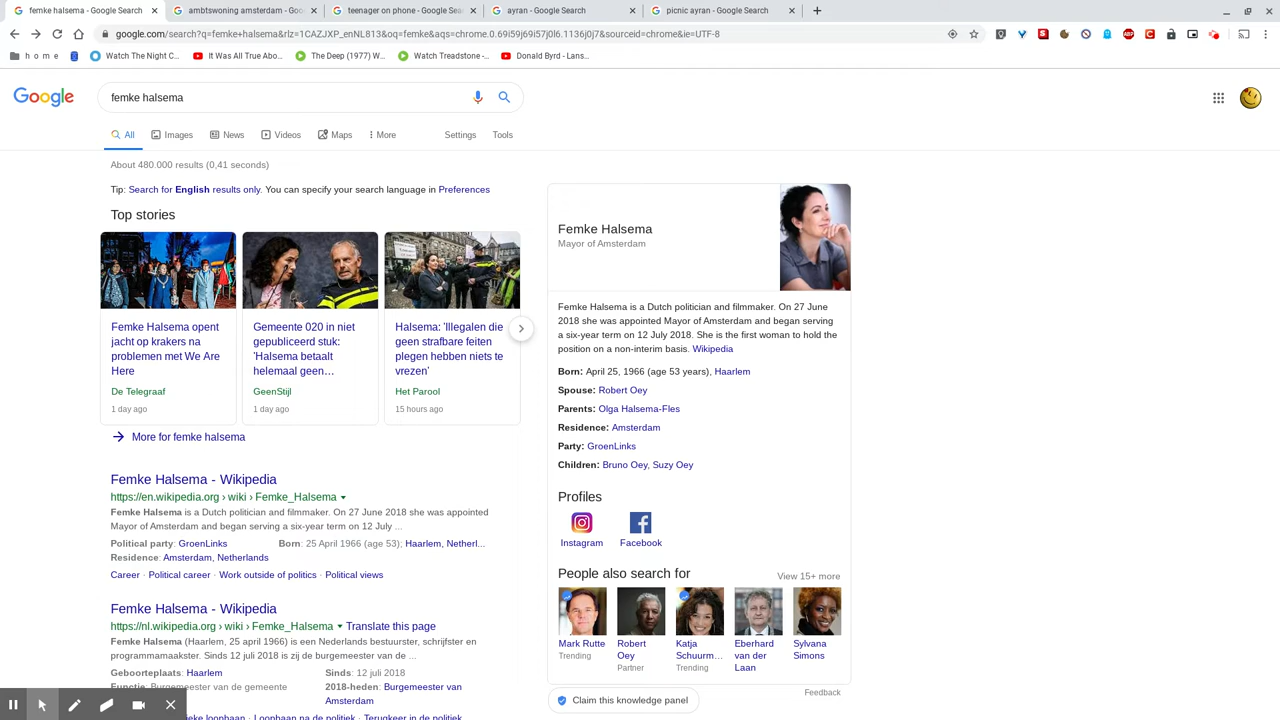 femke halsema - Google Search
ambtswoning amsterdam - Goo
teenager on phone - Google Sea
ayran - Google Search
picnic ayran - Google Search
google.com/search?q=femke+halsema&rlz=1CAZJXP_enNL813&oq=femke&aqs=chrome.0.69i59j69i57j0l6.1136j0j7&sourceid=chrome&ie=UTF-8
h o m e
Watch The Night C...
It Was All True Abo...
The Deep (1977) W...
Watch Treadstone -...
Donald Byrd - Lans...
Google
femke halsema
All
Images
News
Videos
Maps
More
Settings
Tools
About 480.000 results (0,41 seconds)
Tip: Search for English results only. You can specify your search language in Preferences
Top stories
Femke Halsema opent
jacht op krakers na
problemen met We Are
Here
De Telegraaf
1 day ago
Gemeente 020 in niet
gepubliceerd stuk:
'Halsema betaalt
helemaal geen…
GeenStijl
1 day ago
Halsema: 'Illegalen die
geen strafbare feiten
plegen hebben niets te
vrezen'
Het Parool
15 hours ago
More for femke halsema
Femke Halsema - Wikipedia
https://en.wikipedia.org › wiki › Femke_Halsema
Femke Halsema is a Dutch politician and filmmaker. On 27 June 2018 she was appointed
Mayor of Amsterdam and began serving a six-year term on 12 July ...
Political party: GroenLinks
Born: 25 April 1966 (age 53); Haarlem, Netherl...
Residence: Amsterdam, Netherlands
Career · Political career · Work outside of politics · Political views
Femke Halsema - Wikipedia
https://nl.wikipedia.org › wiki › Femke_Halsema Translate this page
Femke Halsema (Haarlem, 25 april 1966) is een Nederlands bestuurster, schrijfster en
programmamaakster. Sinds 12 juli 2018 is zij de burgemeester van de ...
Geboorteplaats: Haarlem
Sinds: 12 juli 2018
Functie: Burgemeester van de gemeente
2018-heden: Burgemeester van
Amsterdam
eke loopbaan · Loopbaan na de politiek · Terugkeer in de politiek
Femke Halsema
Mayor of Amsterdam
Femke Halsema is a Dutch politician and filmmaker. On 27 June
2018 she was appointed Mayor of Amsterdam and began serving
a six-year term on 12 July 2018. She is the first woman to hold the
position on a non-interim basis. Wikipedia
Born: April 25, 1966 (age 53 years), Haarlem
Spouse: Robert Oey
Parents: Olga Halsema-Fles
Residence: Amsterdam
Party: GroenLinks
Children: Bruno Oey, Suzy Oey
Profiles
Instagram
Facebook
People also search for
View 15+ more
Mark Rutte
Trending
Robert
Oey
Partner
Katja
Schuurm…
Trending
Eberhard
van der
Laan
Sylvana
Simons
Feedback
Claim this knowledge panel